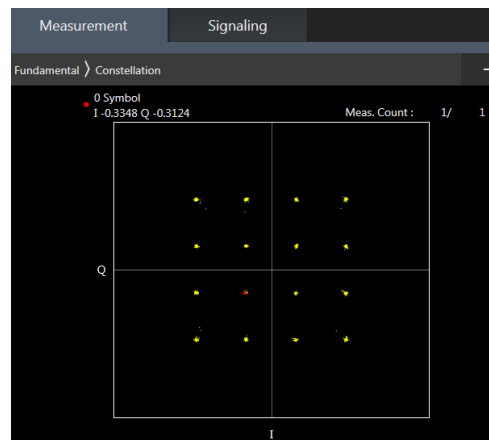 Measurement Signaling
Fundamental 〉 Constellation
0 Symbol
I -0.3348 Q -0.3124 Meas. Count : 1/ 1
Q
I